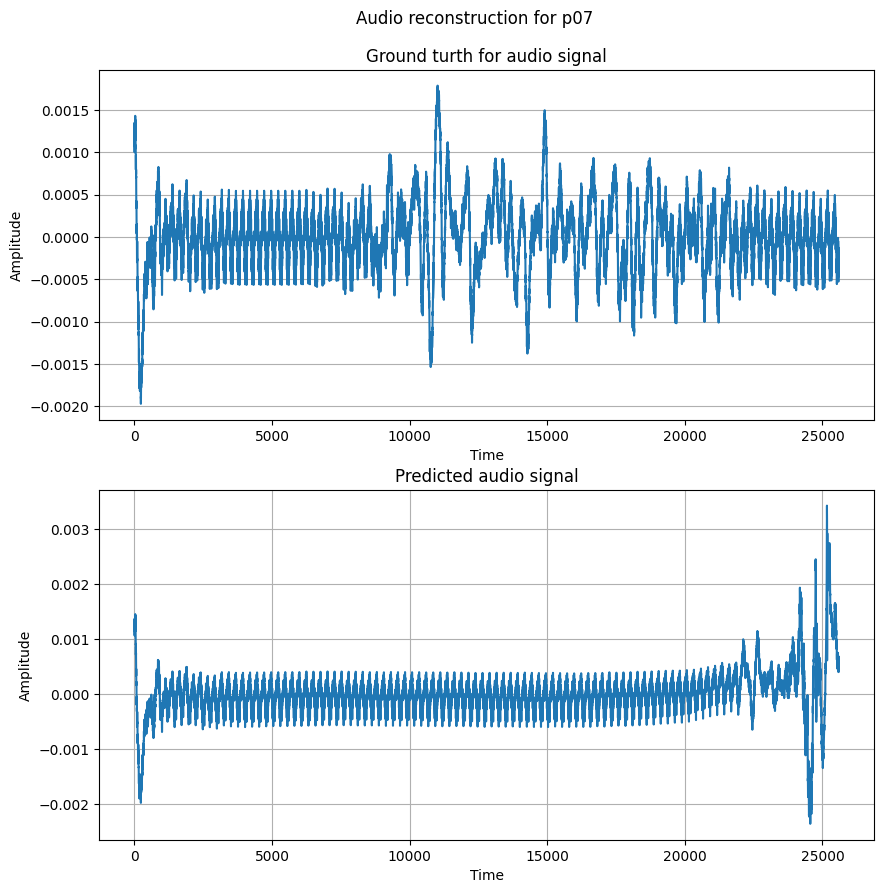 Audio reconstruction for p07
Ground turth for audio signal
0.0015
0.0010
0.0005
0.0000
−0.0005
−0.0010
−0.0015
−0.0020
Amplitude
0 5000 10000 15000 20000 25000
Time
Predicted audio signal
0.003
0.002
0.001
0.000
−0.001
−0.002
Amplitude
0 5000 10000 15000 20000 25000
Time